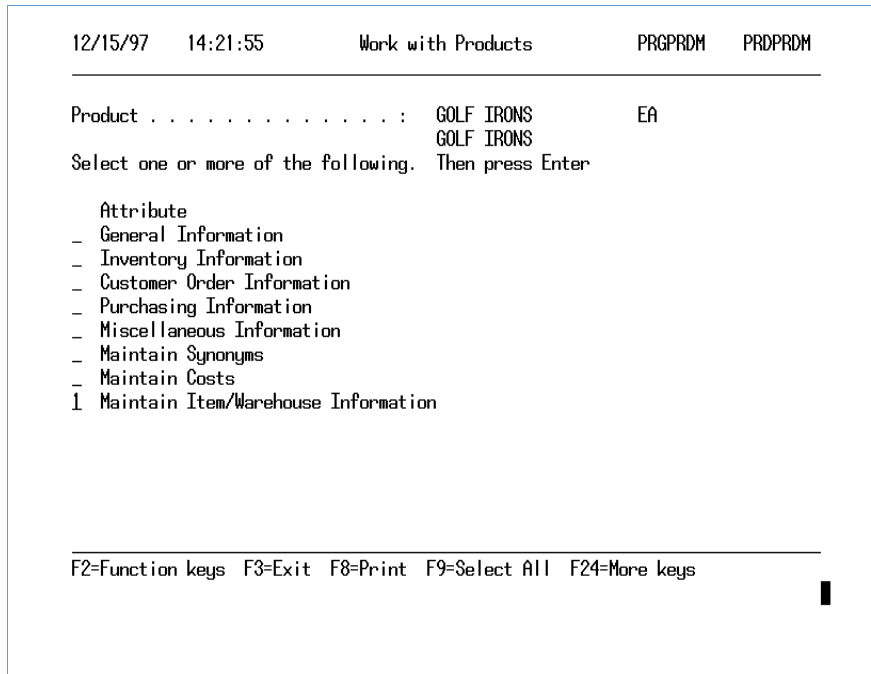 12/15/97 14:21:55 Work with Products PRGPRDM PRDPRDM
Product . . . . . . . . . . . . . . : GOLF IRONS EA
GOLF IRONS
Select one or more of the following. Then press Enter
Attribute
_ General Information
_ Inventory Information
_ Customer Order Information
_ Purchasing Information
_ Miscellaneous Information
_ Maintain Synonyms
_ Maintain Costs
1 Maintain Item/Warehouse Information
F2=Function keys F3=Exit F8=Print F9=Select All F24=More keys